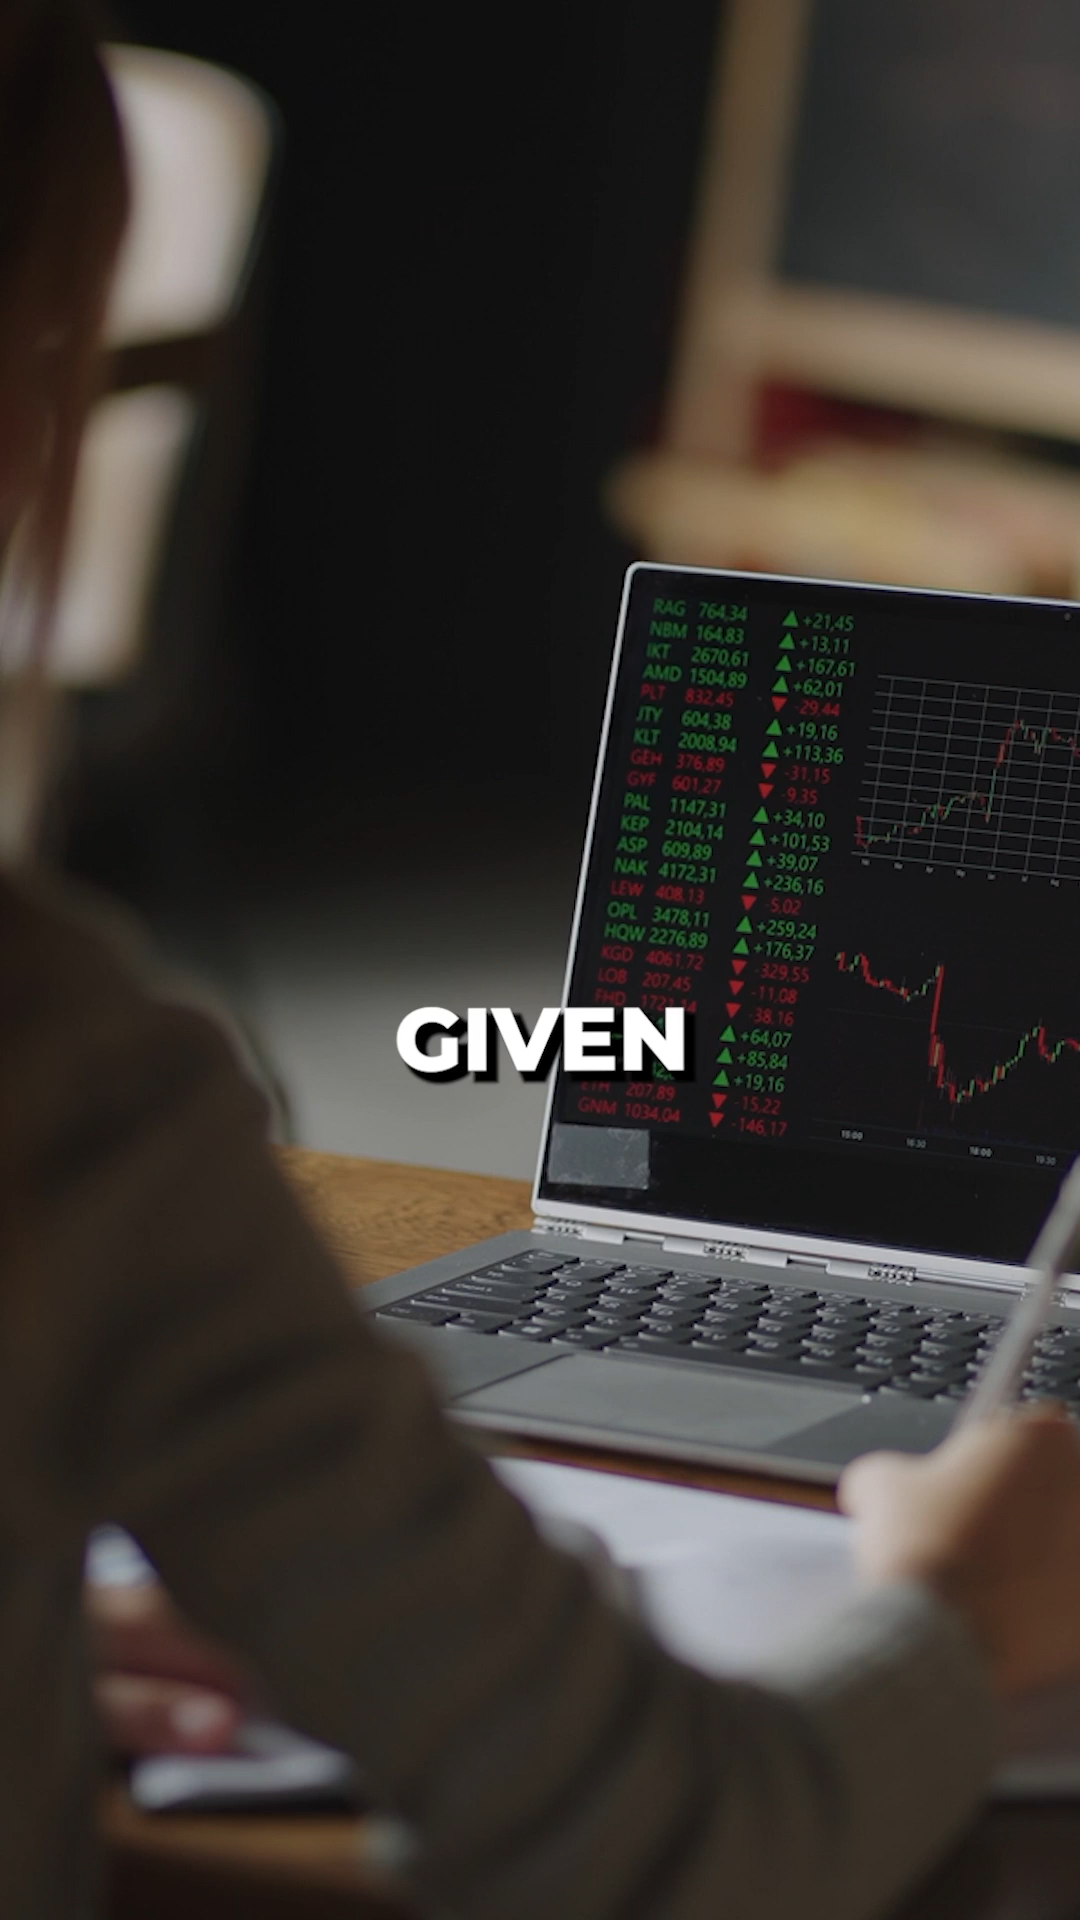 RAG 764,34 ▲ +21,45
NBM 164,83 ▲ +13,11
IKT 2670,61 ▲ +167,61
AMD 1504,89 ▲ +62,01
PLT 832,45 ▼ -29,44
JTY 604,38 ▲ +19,16
KLT 2008,94 ▲ +113,36
GEH 376,89 ▼ -31,15
GYF 601,27 ▼ -9,35
PAL 1147,31 ▲ +34,10
KEP 2104,14 ▲ +101,53
ASP 609,89 ▲ +39,07
NAK 4172,31 ▲ +236,16
LEW 408,13 ▼ -5,02
OPL 3478,11 ▲ +259,24
HQW 2276,89 ▲ +176,37
KGD 4061,72 ▼ -329,55
LOB 207,45 ▼ -11,08
FHD 1721,14 ▼ -38.16
GIVEN
▲ +64,07
▲ +85,84
▲ +19,16
ETH 207,89 ▼ -15,22
GNM 1034,04 ▼ -146,17
15:00 16:30 18:00 19:30